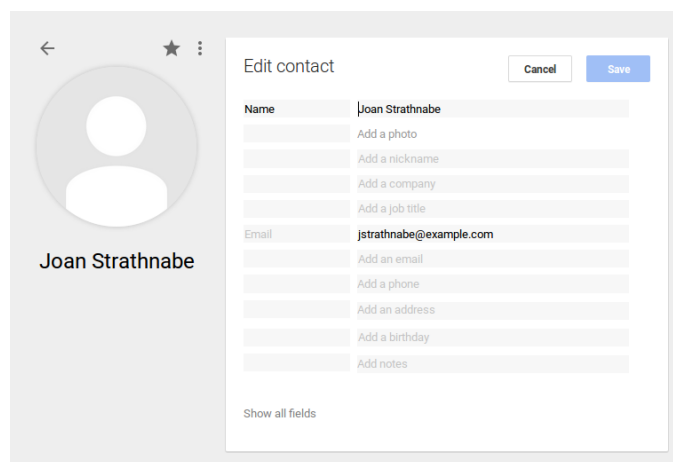 Joan Strathnabe
Edit contact
Cancel
Save
Name Joan Strathnabe
Add a photo
Add a nickname
Add a company
Add a job title
Email jstrathnabe@example.com
Add an email
Add a phone
Add an address
Add a birthday
Add notes
Show all fields